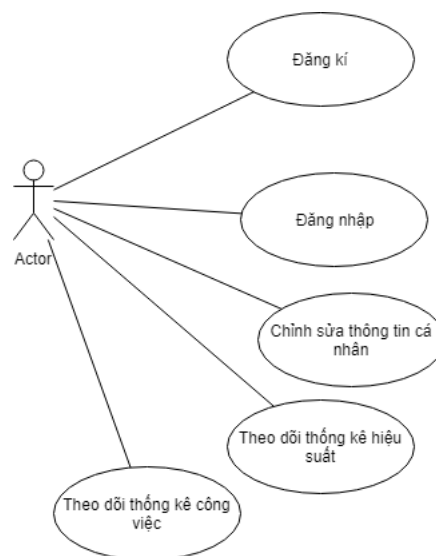 Đăng kí
Đăng nhập
Actor
Chỉnh sửa thông tin cá
nhân
Theo dõi thống kê hiệu
suất
Theo dõi thống kê công
việc